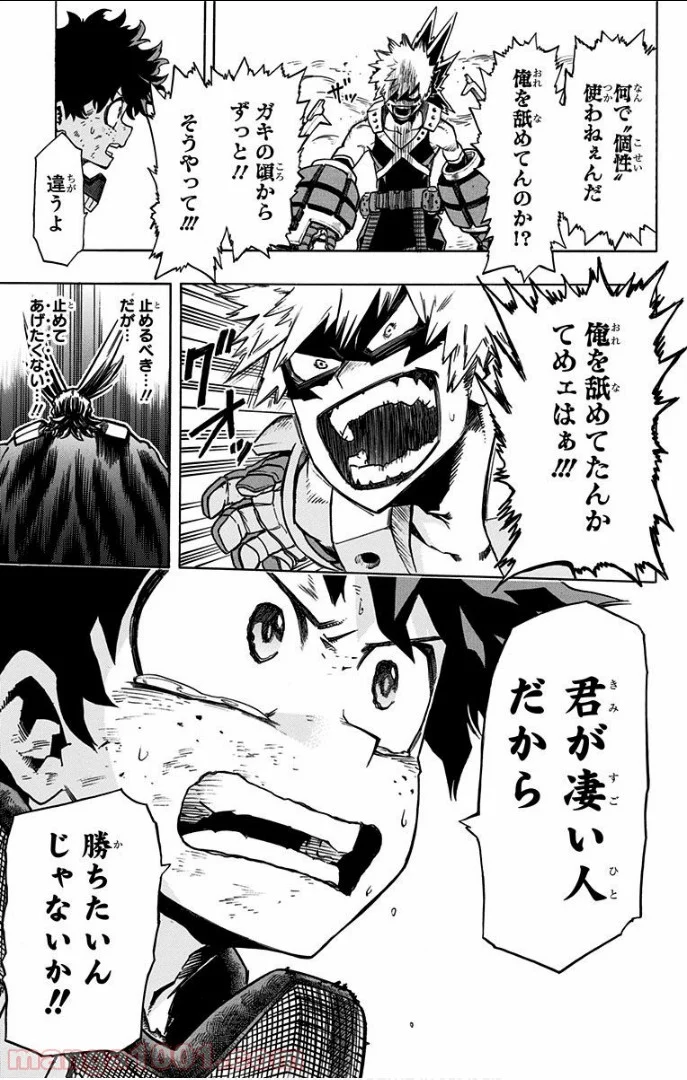 何で〝個性〟
使わねぇんだ
俺を舐めてんのか!?
ガキの頃から
ずっと!!
そうやって!!!
違うよ
俺を舐めてたんか
てめェはぁ!!!
グオッ
止めるべき…!!
だが…
止めて
あげたくない…!!
君が凄い人
だから
勝ちたいん
じゃないか!!